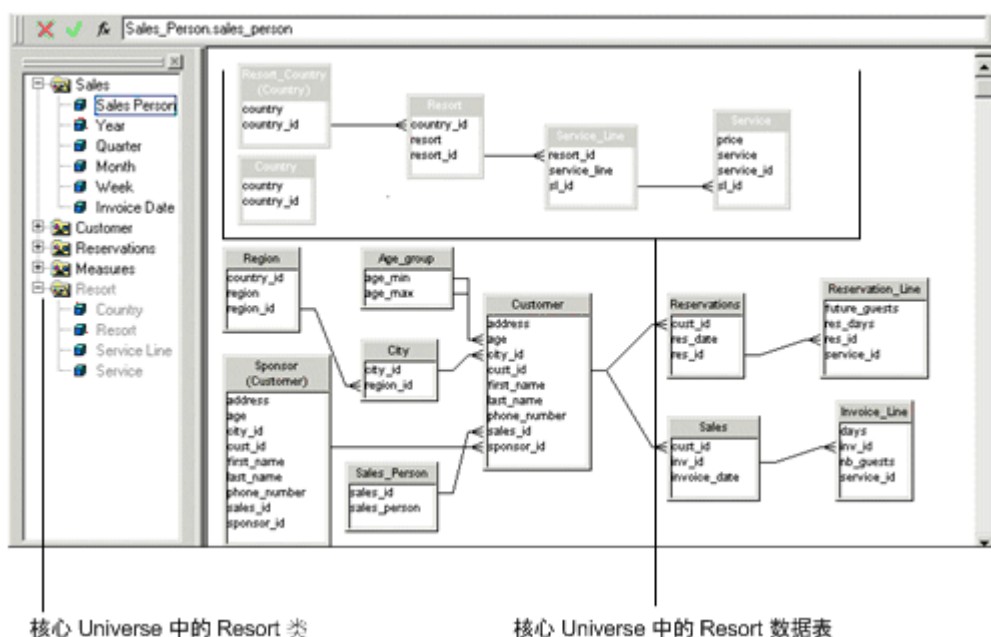 Sales_Person.sales_person
Sales
Sales Person
Year
Quarter
Month
Week
Invoice Date
Customer
Reservations
Measures
Resort
Country
Resort
Service Line
Service
Resort_Country
(Country)
country
country_id
Resort
country_id
resort
resort_id
Service_Line
resort_id
service_line
sl_id
Service
price
service
service_id
sl_id
Country
country
country_id
Region
country_id
region
region_id
Age_group
age_min
age_max
Customer
address
age
city_id
cust_id
first_name
last_name
phone_number
sales_id
sponsor_id
Reservations
cust_id
res_date
res_id
Reservation_Line
future_guests
res_days
res_id
service_id
City
city_id
region_id
Sponsor
(Customer)
address
age
city_id
cust_id
first_name
last_name
phone_number
sales_id
sponsor_id
Sales_Person
sales_id
sales_person
Sales
cust_id
inv_id
invoice_date
Invoice_Line
days
inv_id
nb_guests
service_id
核心 Universe 中的 Resort 类
核心 Universe 中的 Resort 数据表